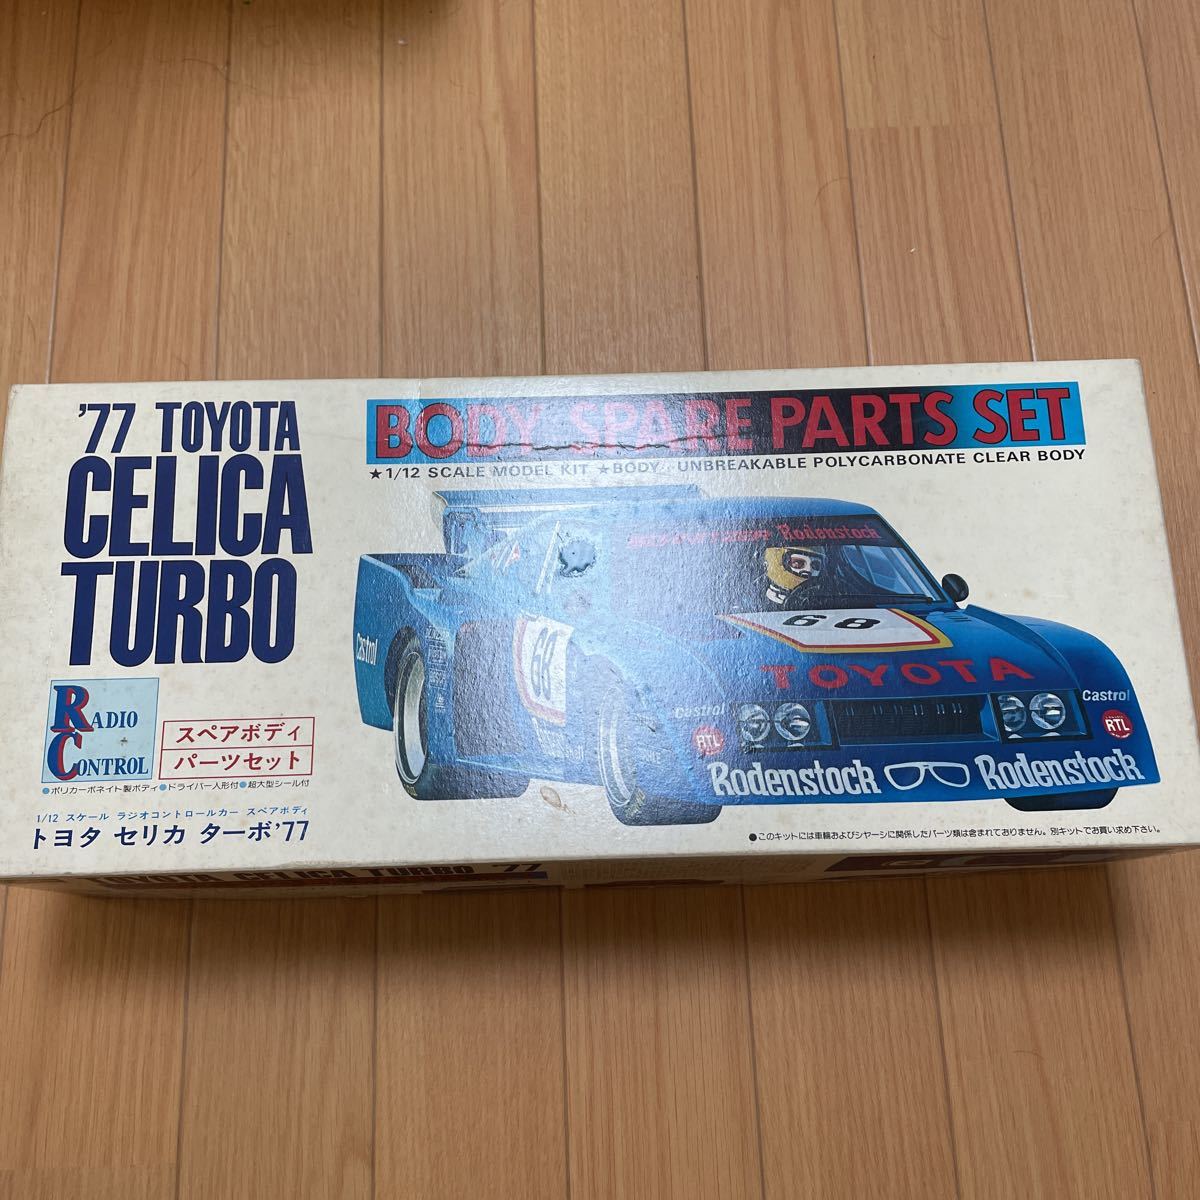 '77 TOYOTA
CELICA
TURBO
RADIO
CONTROL
スペアボディ
パーツセット
●ポリカーボネイト製ボディ●ドライバー人形付●超大型シール付
1/12 スケール ラジオコントロールカー スペアボディ
トヨタ セリカ ターボ'77
BODY SPARE PARTS SET
★1/12 SCALE MODEL KIT ★BODY : UNBREAKABLE POLYCARBONATE CLEAR BODY
Rodenstock
68
68
TOYOTA
Castrol
Castrol
Castrol
RTL
RTL
Rodenstock Rodenstock
●このキットには車輪およびシャーシに関係したパーツ類は含まれておりません。別キットでお買い求め下さい。
TOYOTA CELICA TURBO '77